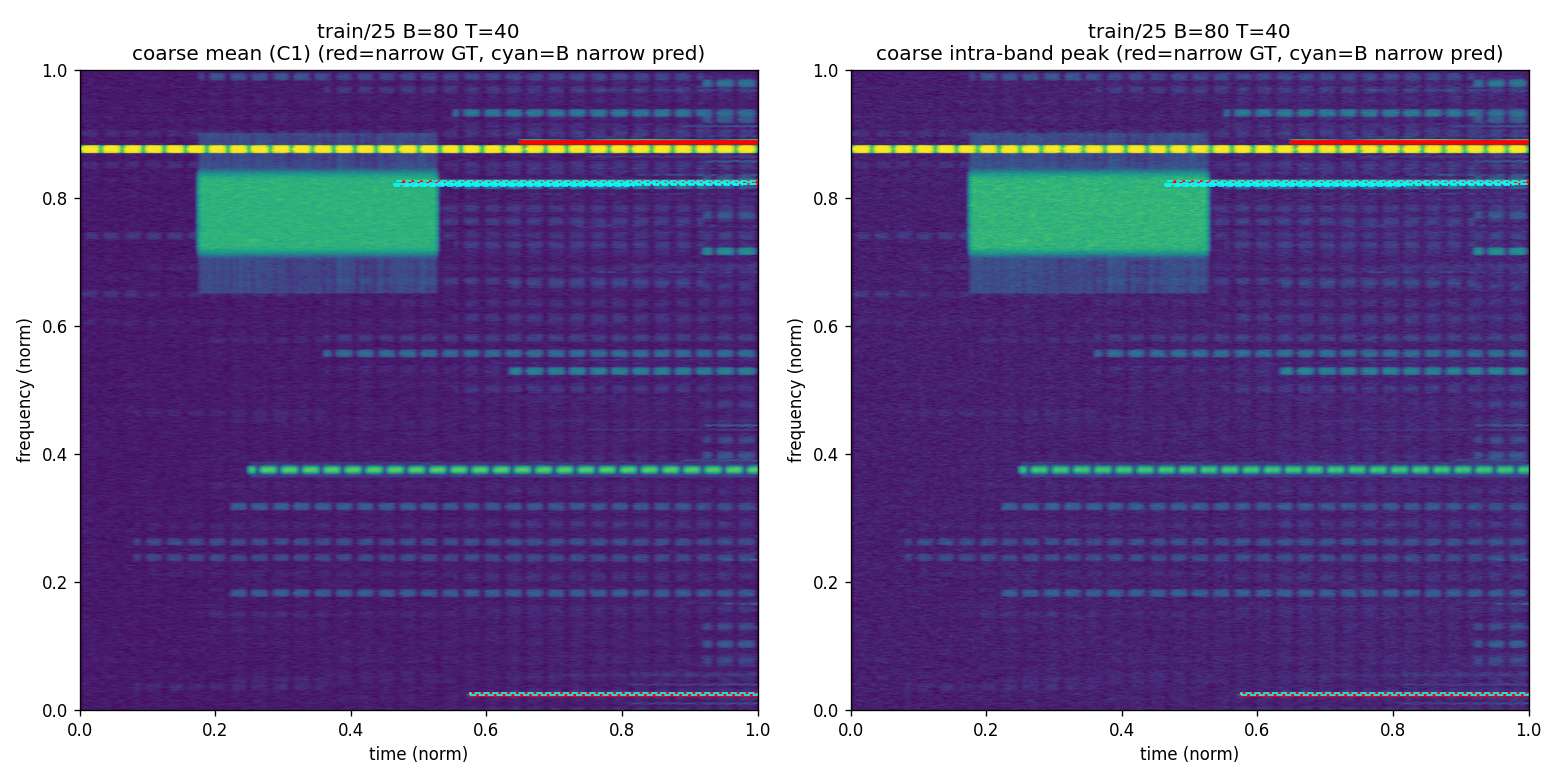 train/25 B=80 T=40
coarse mean (C1) (red=narrow GT, cyan=B narrow pred)
frequency (norm)
1.0
0.8
0.6
0.4
0.2
0.0
0.0 0.2 0.4 0.6 0.8 1.0
time (norm)
train/25 B=80 T=40
coarse intra-band peak (red=narrow GT, cyan=B narrow pred)
frequency (norm)
1.0
0.8
0.6
0.4
0.2
0.0
0.0 0.2 0.4 0.6 0.8 1.0
time (norm)